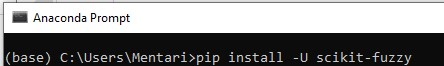 Anaconda Prompt
(base) C:\Users\Mentari>pip install -U scikit-fuzzy